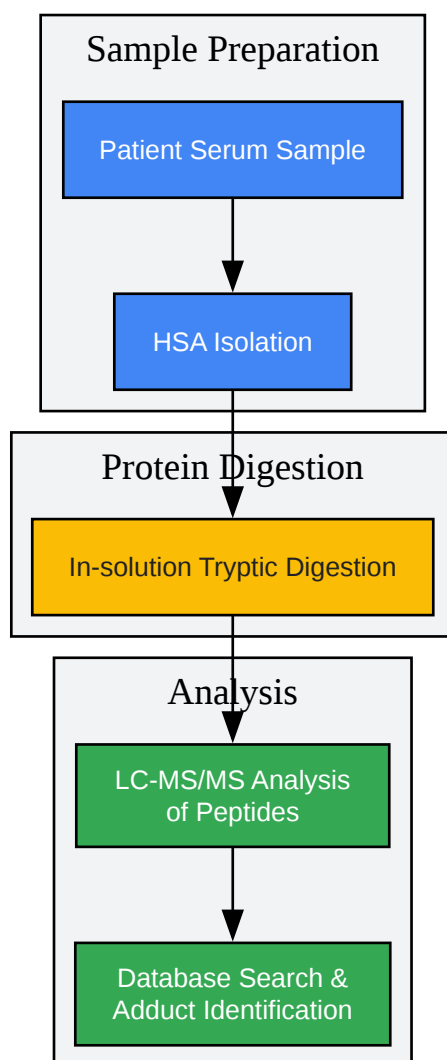 Sample Preparation
Patient Serum Sample
HSA Isolation
Protein Digestion
In-solution Tryptic Digestion
Analysis
LC-MS/MS Analysis
of Peptides
Database Search &
Adduct Identification